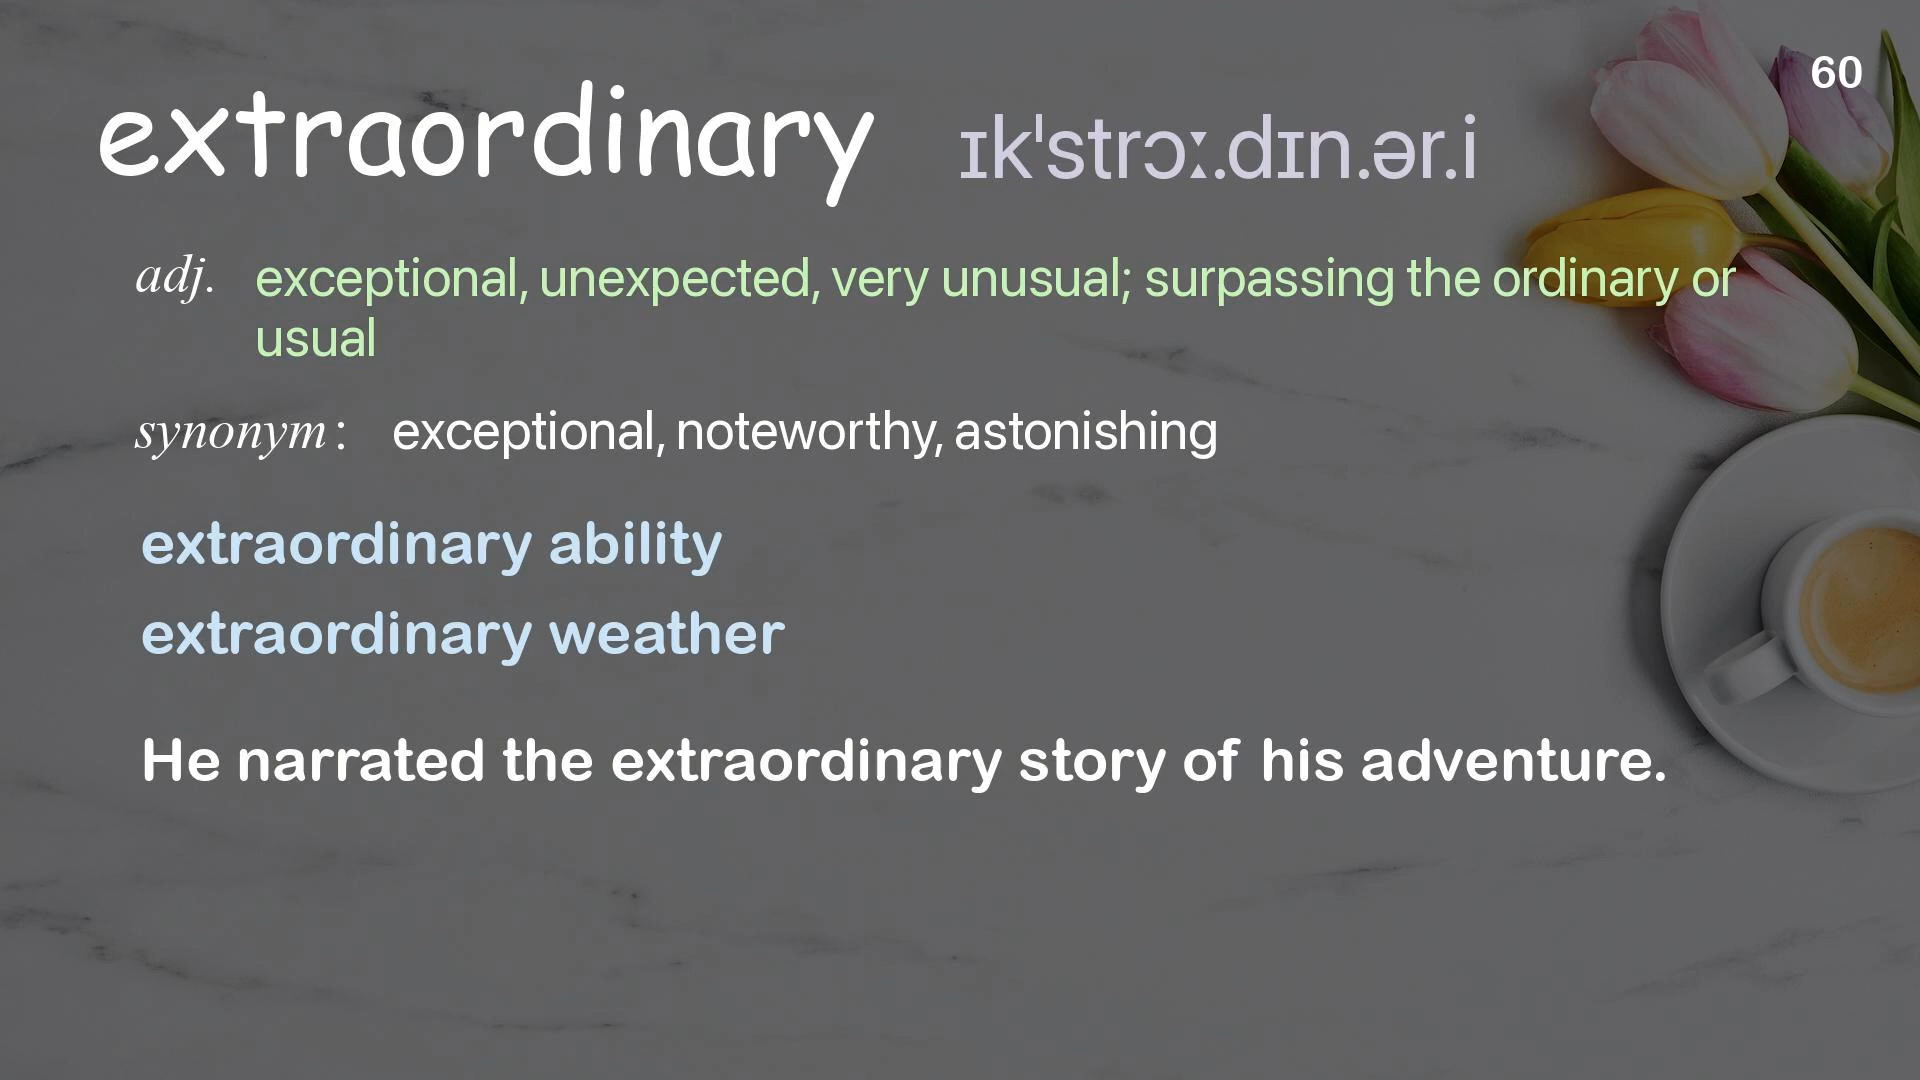 60
extraordinary ɪkˈstrɔː.dɪn.ər.i
adj. exceptional, unexpected, very unusual; surpassing the ordinary or
usual
synonym: exceptional, noteworthy, astonishing
extraordinary ability
extraordinary weather
He narrated the extraordinary story of his adventure.